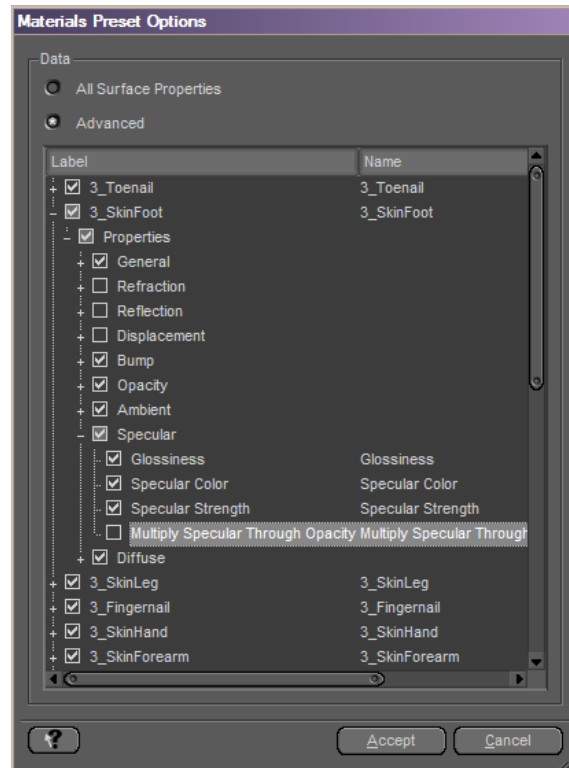 Materials Preset Options
Data
All Surface Properties
Advanced
Label Name
3_Toenail 3_Toenail
3_SkinFoot 3_SkinFoot
Properties
General
Refraction
Reflection
Displacement
Bump
Opacity
Ambient
Specular
Glossiness Glossiness
Specular Color Specular Color
Specular Strength Specular Strength
Multiply Specular Through Opacity Multiply Specular Through
Diffuse
3_SkinLeg 3_SkinLeg
3_Fingernail 3_Fingernail
3_SkinHand 3_SkinHand
3_SkinForearm 3_SkinForearm
? Accept Cancel